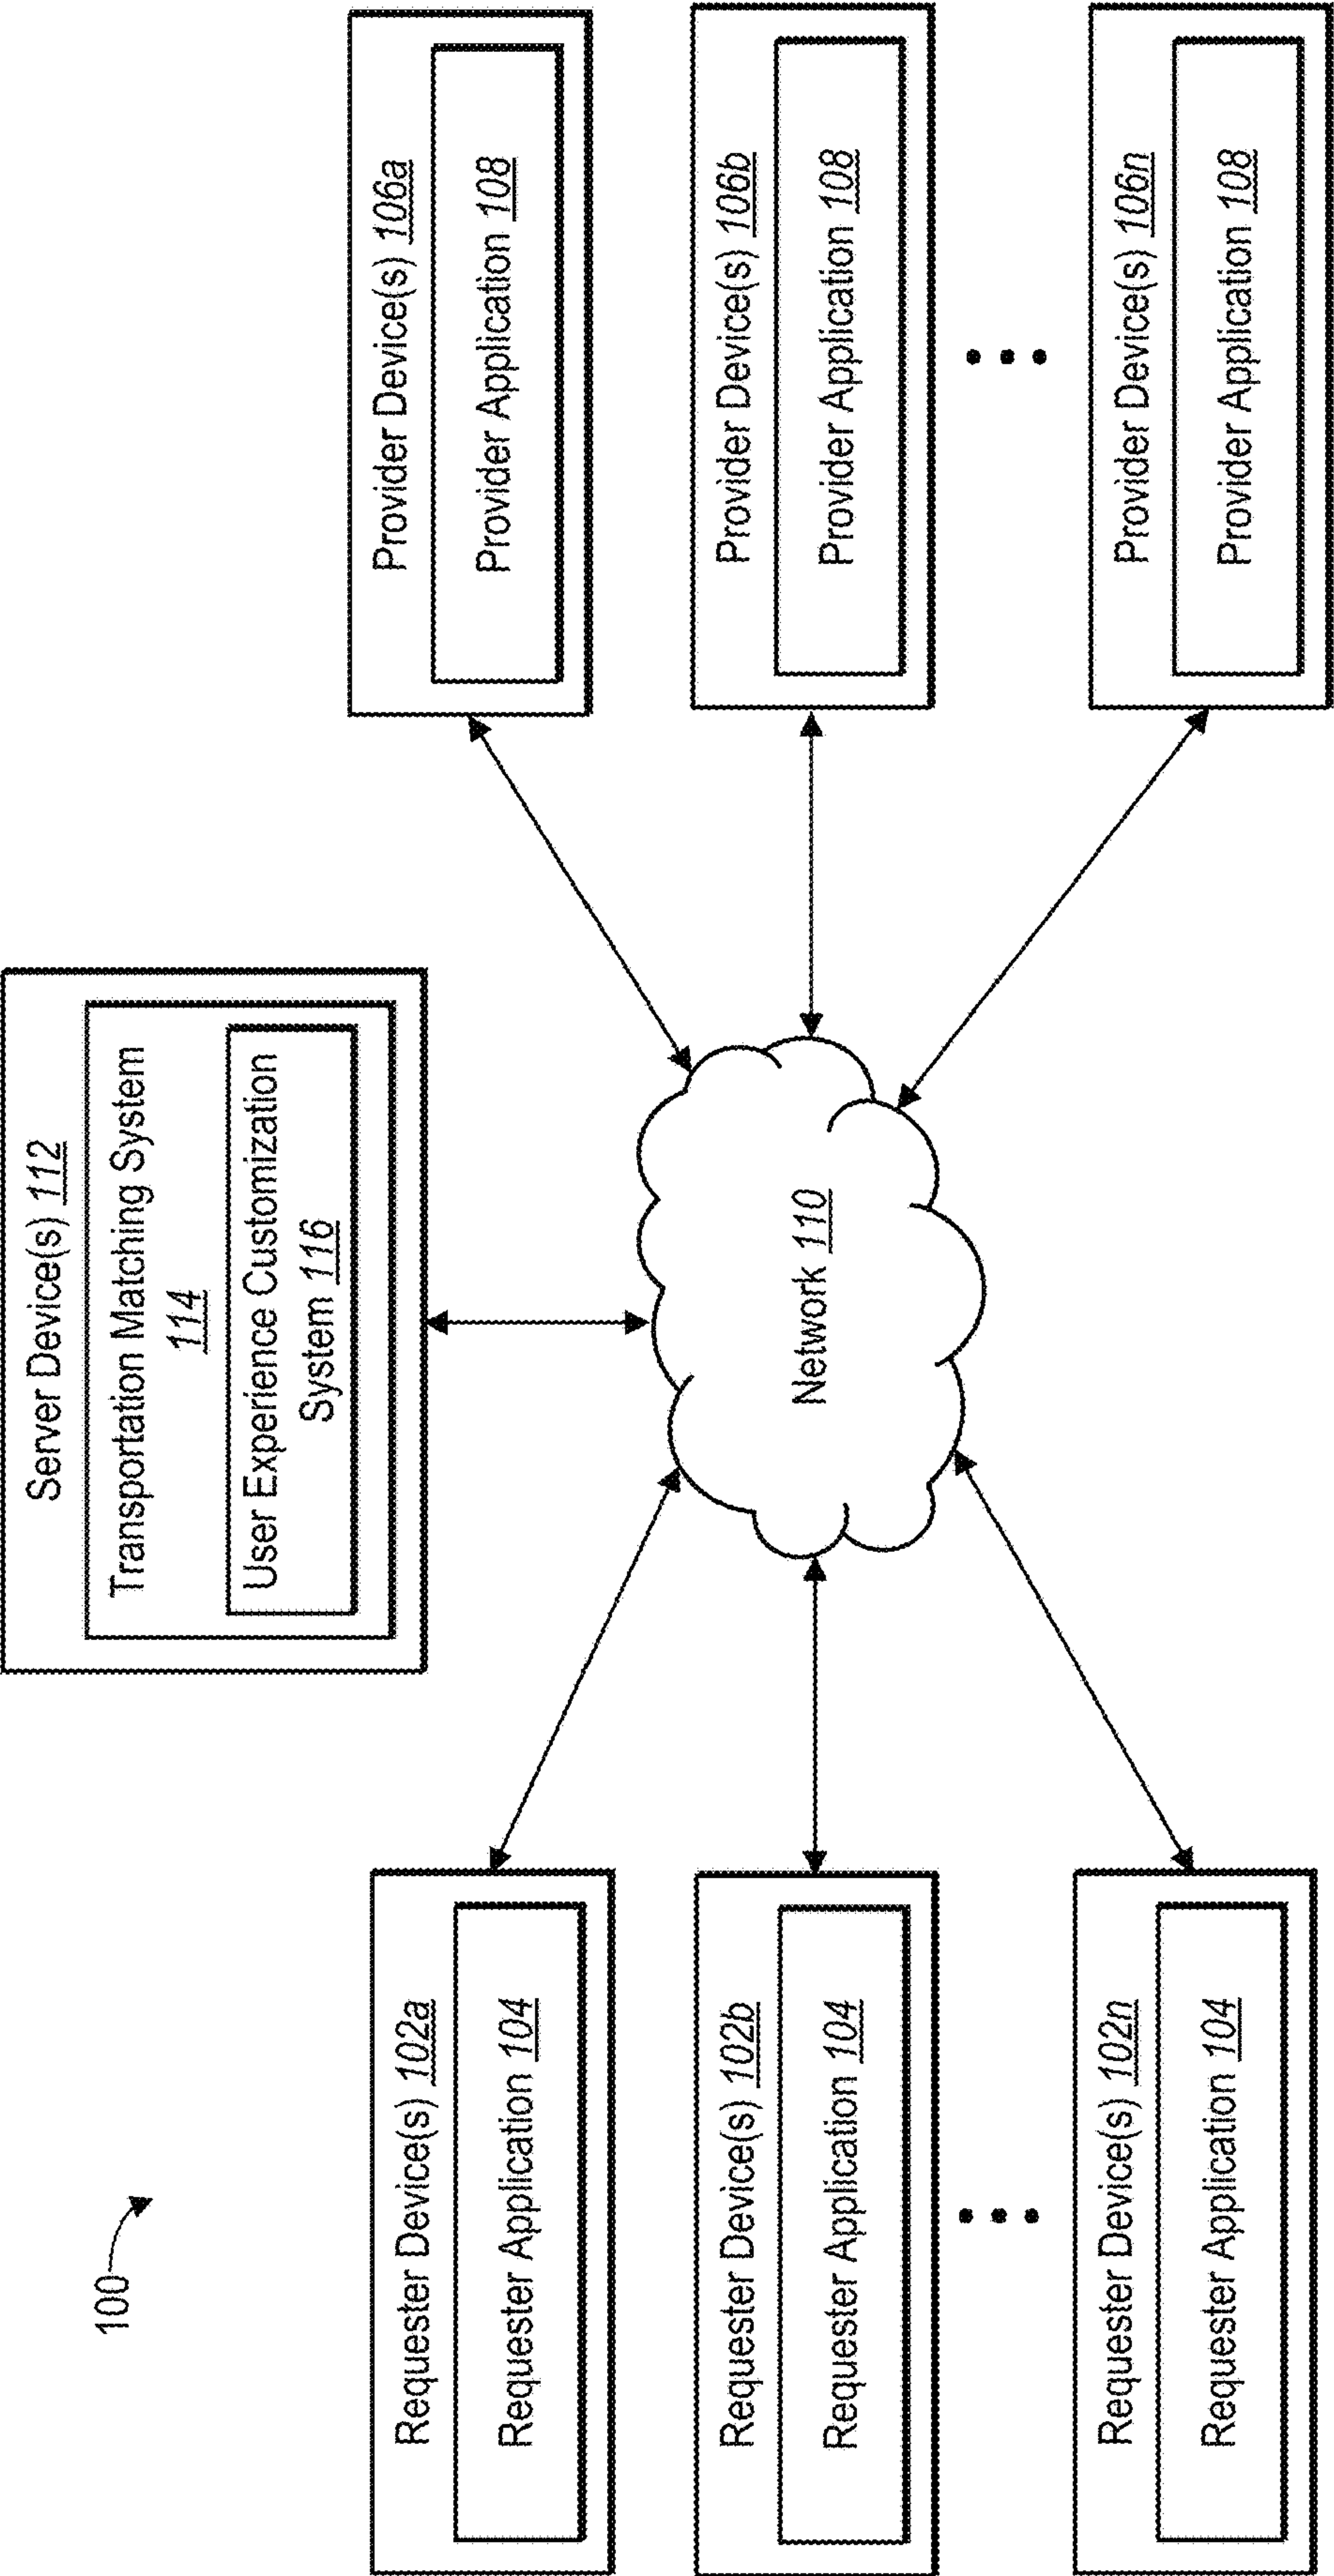 100
Server Device(s) 112
Transportation Matching System
114
User Experience Customization
System 116
Requester Device(s) 102a
Requester Application 104
Requester Device(s) 102b
Requester Application 104
Requester Device(s) 102n
Requester Application 104
Network 110
Provider Device(s) 106a
Provider Application 108
Provider Device(s) 106b
Provider Application 108
Provider Device(s) 106n
Provider Application 108